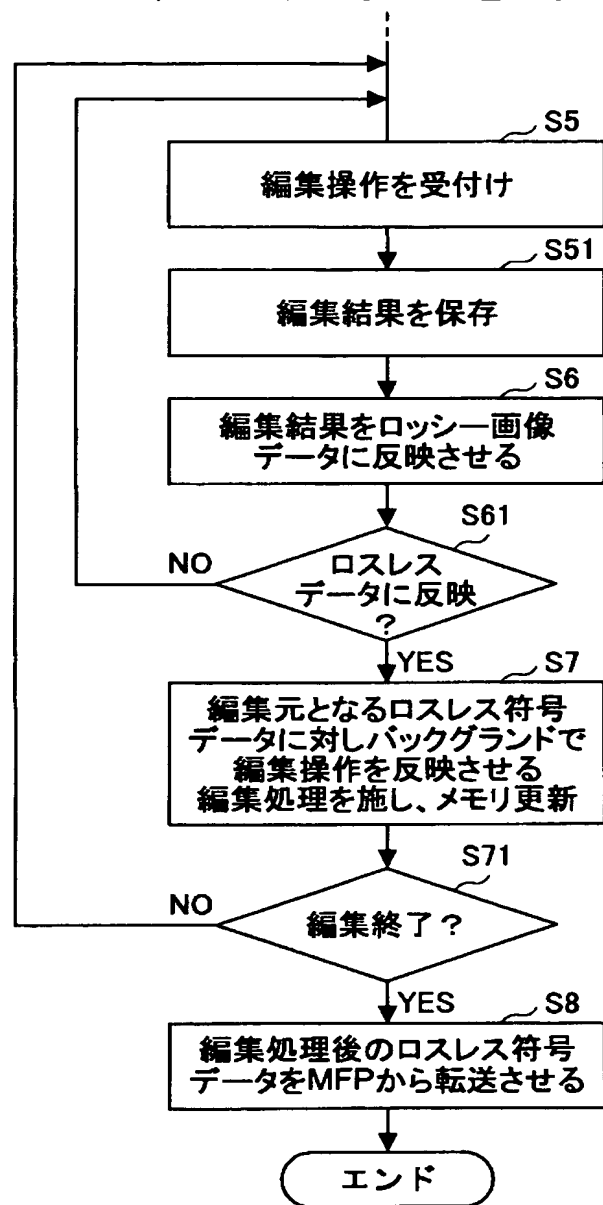 S5
編集操作を受付け
S51
編集結果を保存
S6
編集結果をロッシー画像
データに反映させる
S61
NO
ロスレス
データに反映
?
YES
S7
編集元となるロスレス符号
データに対しバックグランドで
編集操作を反映させる
編集処理を施し、メモリ更新
S71
NO
編集終了?
YES
S8
編集処理後のロスレス符号
データをMFPから転送させる
エンド